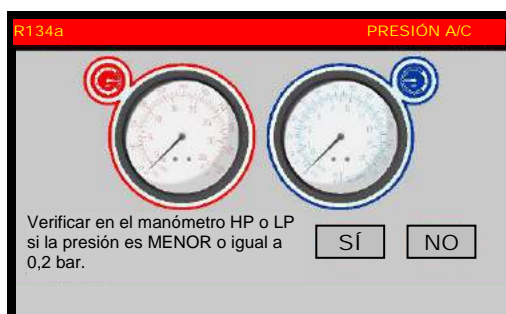 R134a PRESIÓN A/C
Verificar en el manómetro HP o LP
si la presión es MENOR o igual a
0,2 bar.
SÍ NO